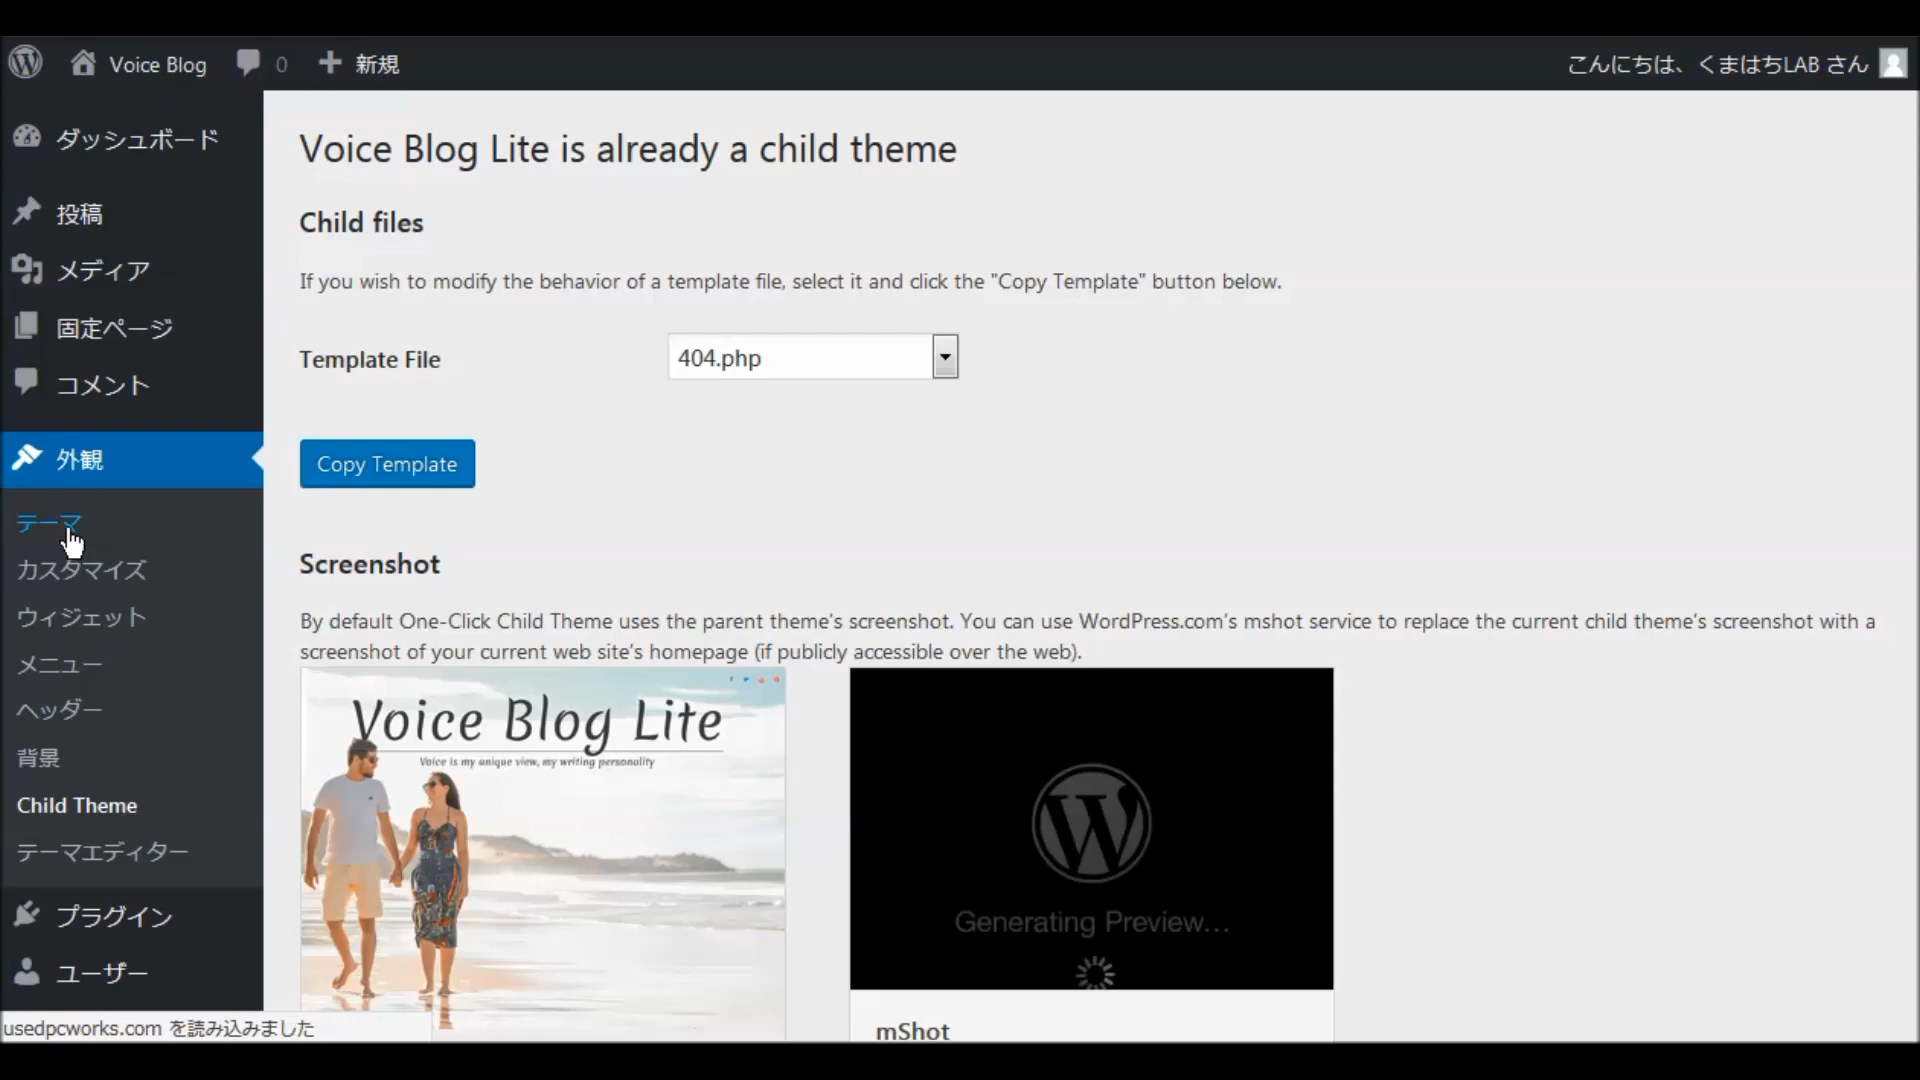 Voice Blog
0
新規
こんにちは、くまはちLAB さん
ダッシュボード
投稿
メディア
固定ページ
コメント
外観
テーマ
カスタマイズ
ウィジェット
メニュー
ヘッダー
背景
Child Theme
テーマエディター
プラグイン
ユーザー
usedpcworks.com を読み込みました
Voice Blog Lite is already a child theme
Child files
If you wish to modify the behavior of a template file, select it and click the "Copy Template" button below.
Template File
404.php
Copy Template
Screenshot
By default One-Click Child Theme uses the parent theme's screenshot. You can use WordPress.com's mshot service to replace the current child theme's screenshot with a
screenshot of your current web site's homepage (if publicly accessible over the web).
Voice Blog Lite
Voice is my unique view, my writing personality
Generating Preview...
mShot